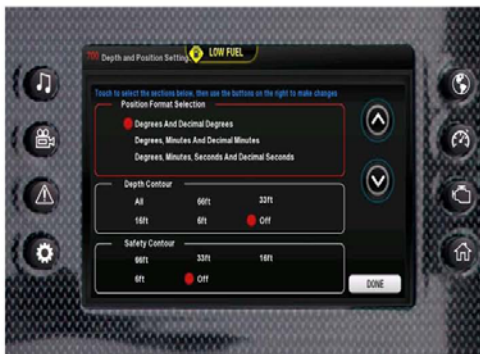 700 Depth and Position Setting
LOW FUEL
Touch to select the sections below, then use the buttons on the right to make changes
Position Format Selection
Degrees And Decimal Degrees
Degrees, Minutes And Decimal Minutes
Degrees, Minutes, Seconds And Decimal Seconds
Depth Contour
All 66ft 33ft
16ft 6ft Off
Safety Contour
66ft 33ft 16ft
6ft Off
DONE